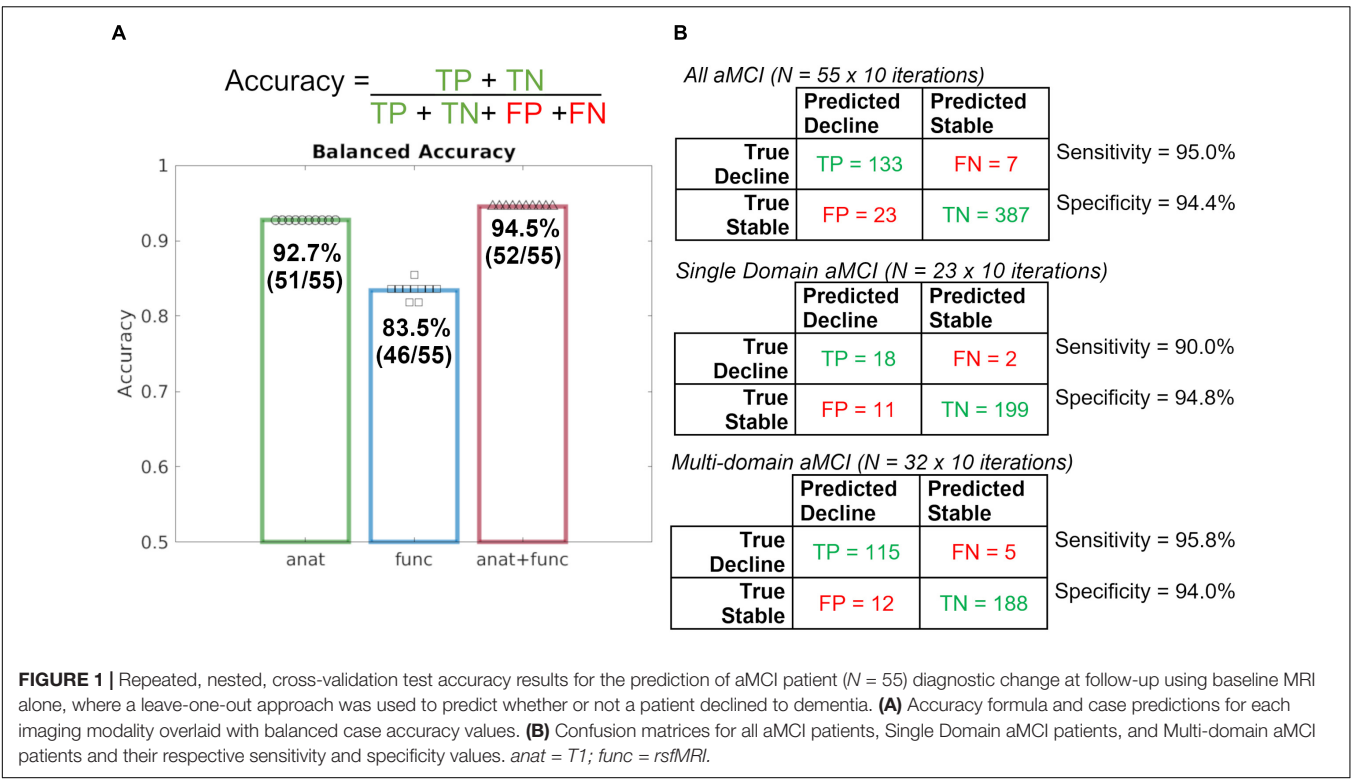 A
Accuracy = TP + TN
TP + TN+ FP +FN
Balanced Accuracy
1
0.9
0.8
0.7
0.6
0.5
Accuracy
92.7%
(51/55)
83.5%
(46/55)
94.5%
(52/55)
anat func anat+func
B
All aMCI (N = 55 x 10 iterations)
Predicted Decline Predicted Stable
True Decline TP = 133 FN = 7 Sensitivity = 95.0%
True Stable FP = 23 TN = 387 Specificity = 94.4%
Single Domain aMCI (N = 23 x 10 iterations)
Predicted Decline Predicted Stable
True Decline TP = 18 FN = 2 Sensitivity = 90.0%
True Stable FP = 11 TN = 199 Specificity = 94.8%
Multi-domain aMCI (N = 32 x 10 iterations)
Predicted Decline Predicted Stable
True Decline TP = 115 FN = 5 Sensitivity = 95.8%
True Stable FP = 12 TN = 188 Specificity = 94.0%
FIGURE 1 | Repeated, nested, cross-validation test accuracy results for the prediction of aMCI patient (N = 55) diagnostic change at follow-up using baseline MRI
alone, where a leave-one-out approach was used to predict whether or not a patient declined to dementia. (A) Accuracy formula and case predictions for each
imaging modality overlaid with balanced case accuracy values. (B) Confusion matrices for all aMCI patients, Single Domain aMCI patients, and Multi-domain aMCI
patients and their respective sensitivity and specificity values. anat = T1; func = rsfMRI.